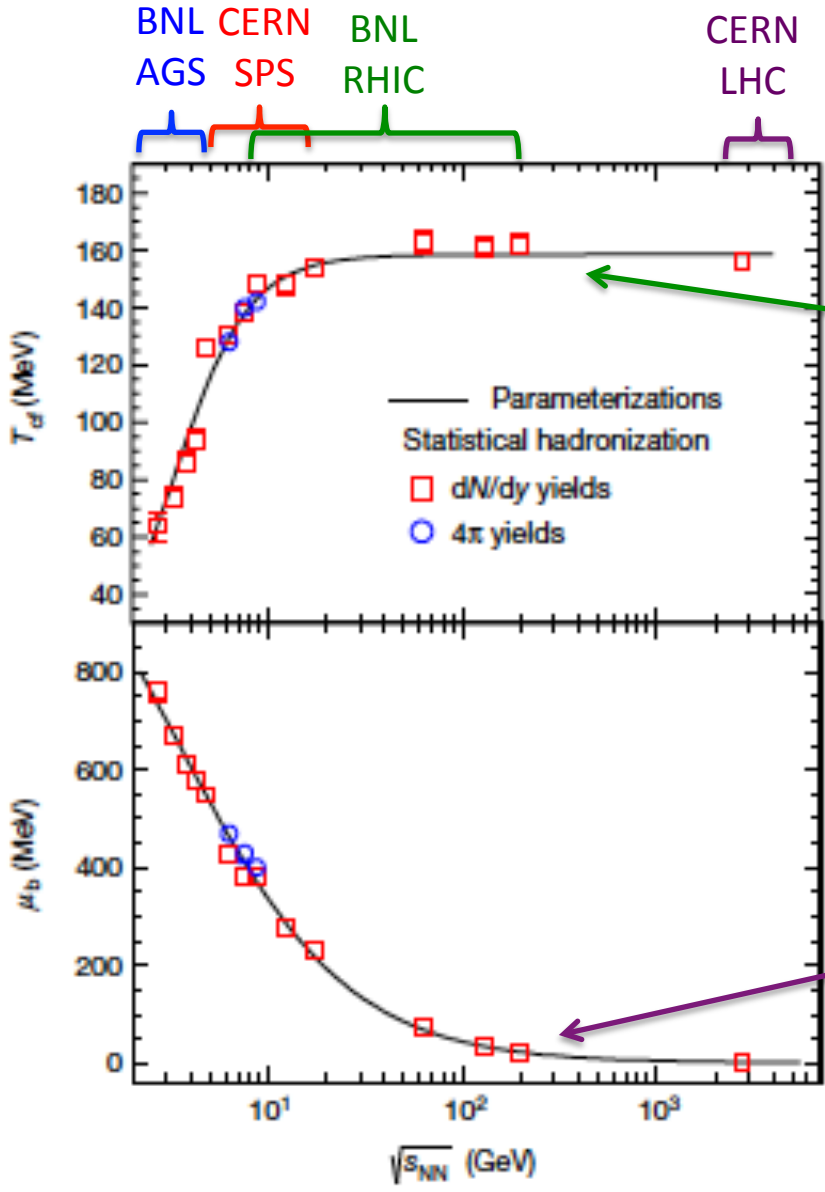 BNL CERN BNL CERN
AGS SPS RHIC LHC
180
160
140
120
100
80
60
40
T_cf (MeV)
Parameterizations
Statistical hadronization
dN/dy yields
4π yields
800
600
400
200
0
μ_b (MeV)
10¹ 10² 10³
√s_NN (GeV)